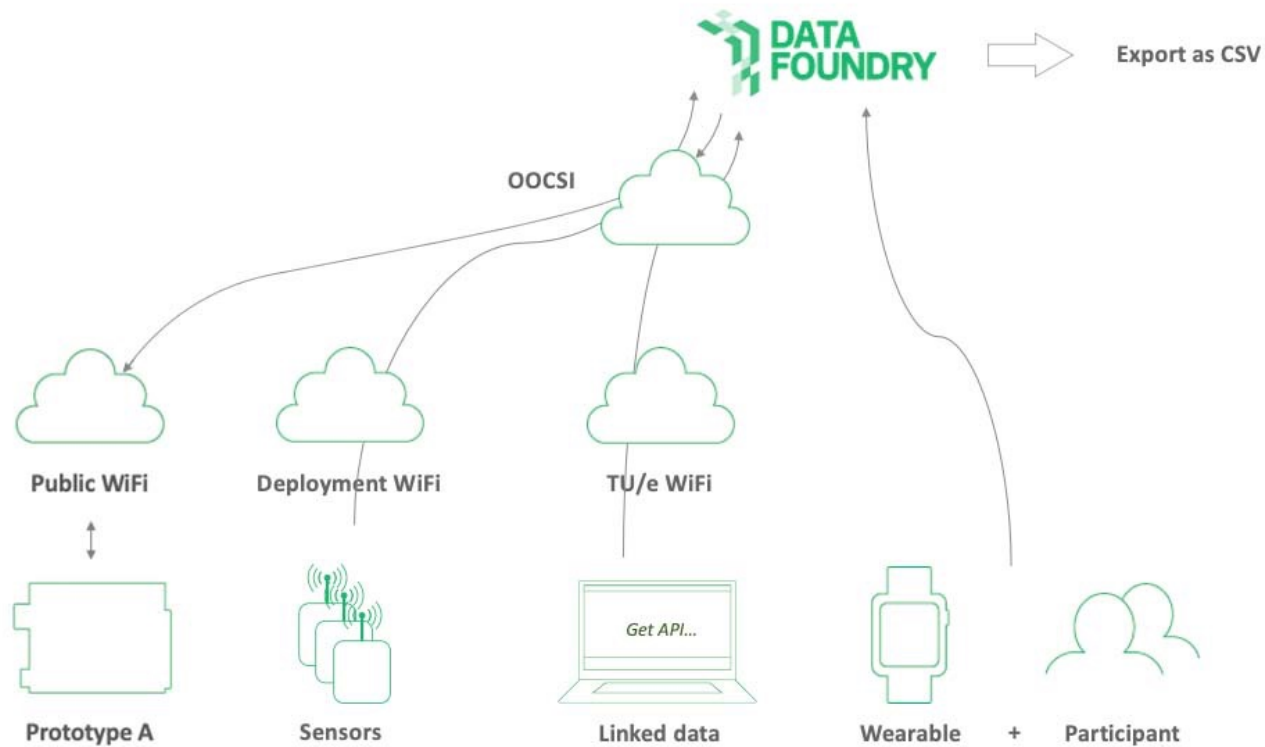 DATA
FOUNDRY
Export as CSV
OOCSI
Public WiFi
Deployment WiFi
TU/e WiFi
Get API...
Prototype A
Sensors
Linked data
Wearable + Participant